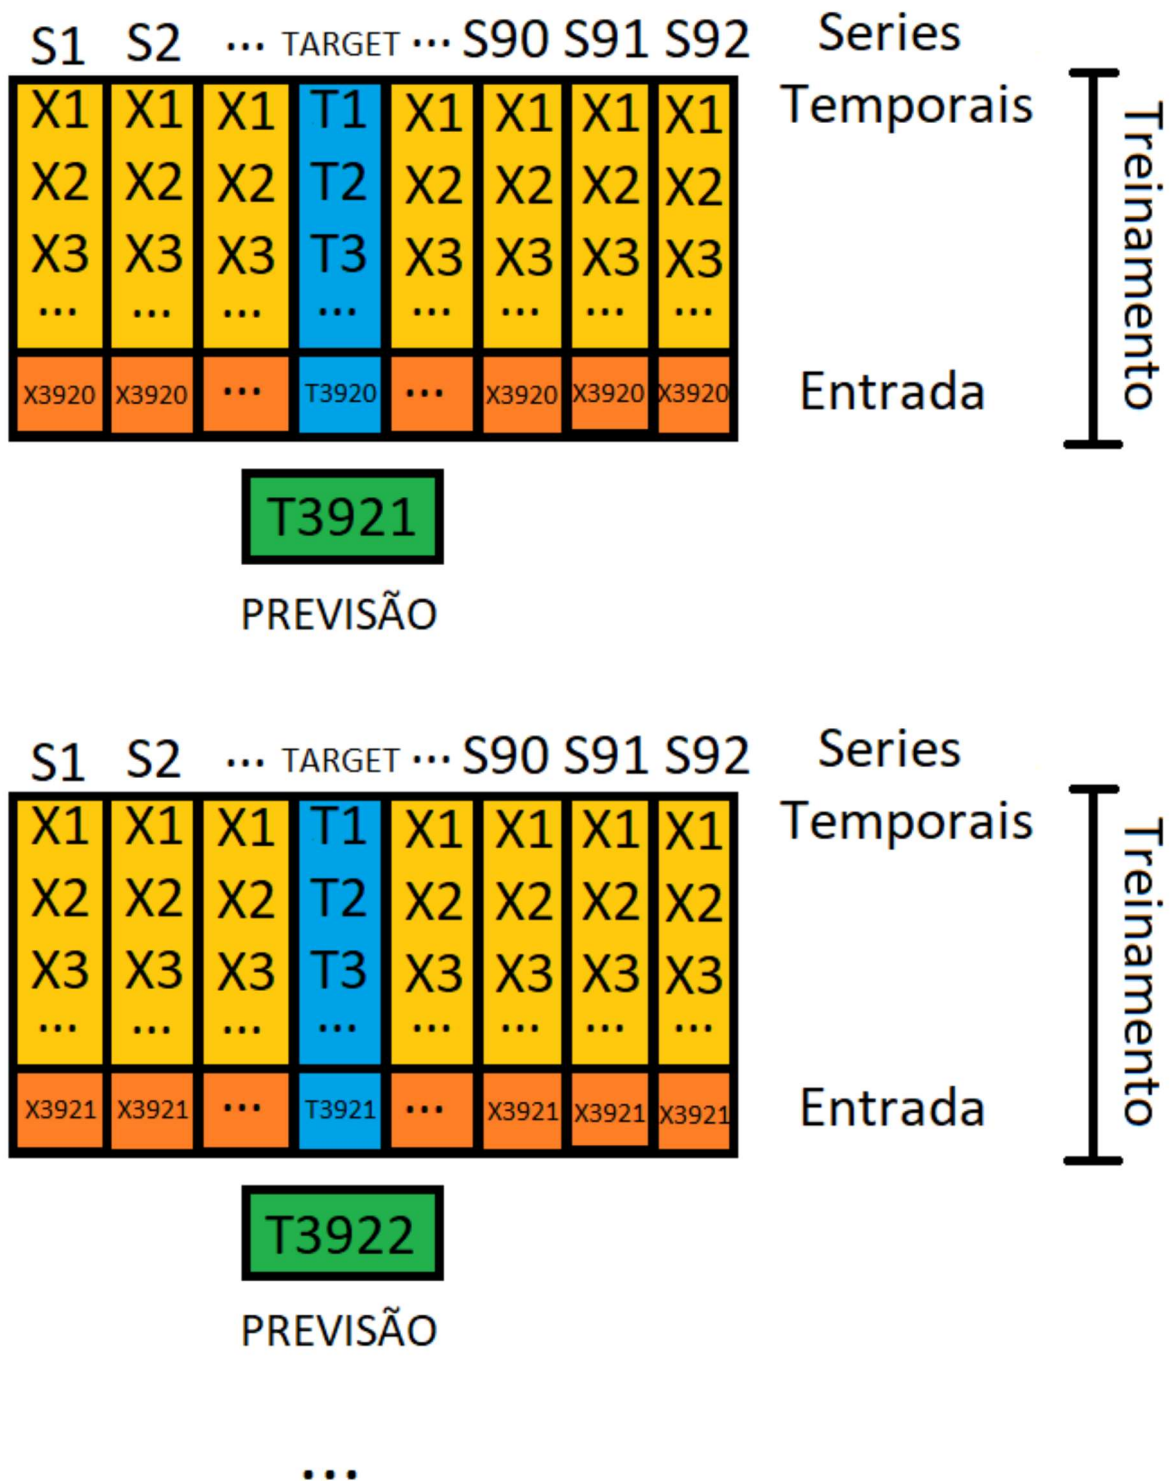 S1 S2 ... TARGET ... S90 S91 S92 Series
X1 X1 X1 T1 X1 X1 X1 X1 Temporais
X2 X2 X2 T2 X2 X2 X2 X2
X3 X3 X3 T3 X3 X3 X3 X3
... ... ... ... ... ... ... ...
X3920 X3920 ... T3920 ... X3920 X3920 X3920 Entrada
Treinamento
T3921
PREVISÃO
S1 S2 ... TARGET ... S90 S91 S92 Series
X1 X1 X1 T1 X1 X1 X1 X1 Temporais
X2 X2 X2 T2 X2 X2 X2 X2
X3 X3 X3 T3 X3 X3 X3 X3
... ... ... ... ... ... ... ...
X3921 X3921 ... T3921 ... X3921 X3921 X3921 Entrada
Treinamento
T3922
PREVISÃO
...